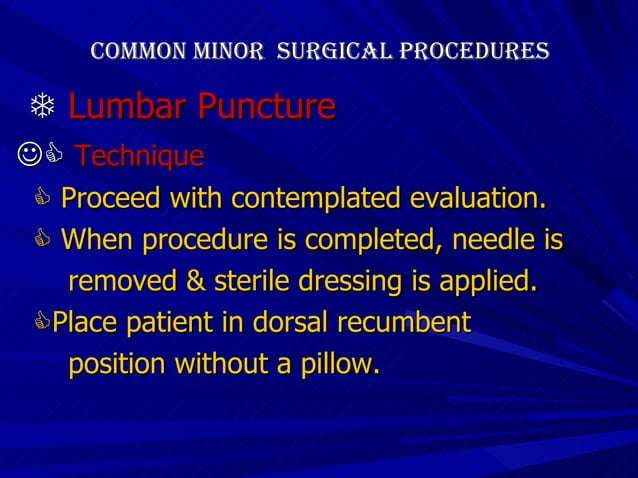 COMMON MINOR SURGICAL PROCEDURES
Lumbar Puncture
Technique
Proceed with contemplated evaluation.
When procedure is completed, needle is
removed & sterile dressing is applied.
Place patient in dorsal recumbent
position without a pillow.